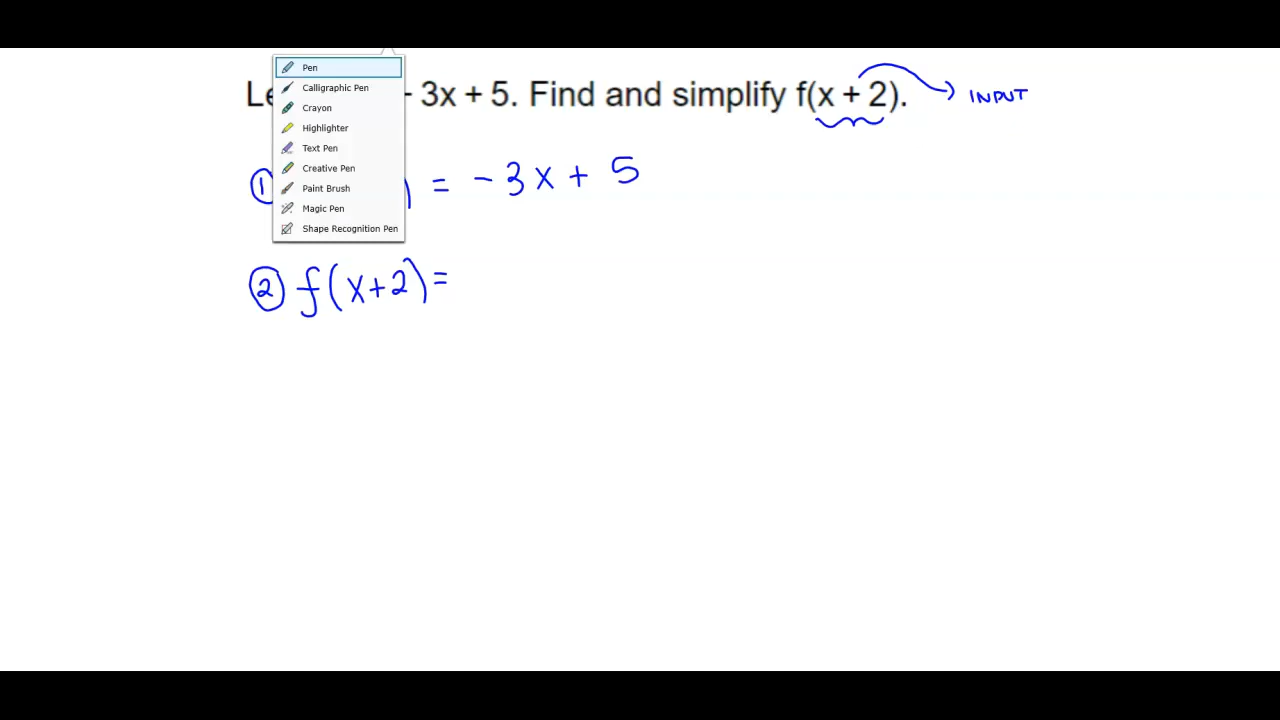 Le - 3x + 5. Find and simplify f(x + 2). → INPUT
Pen
Calligraphic Pen
Crayon
Highlighter
Text Pen
Creative Pen
Paint Brush
Magic Pen
Shape Recognition Pen
① ) = - 3x + 5
② f(x+2) =